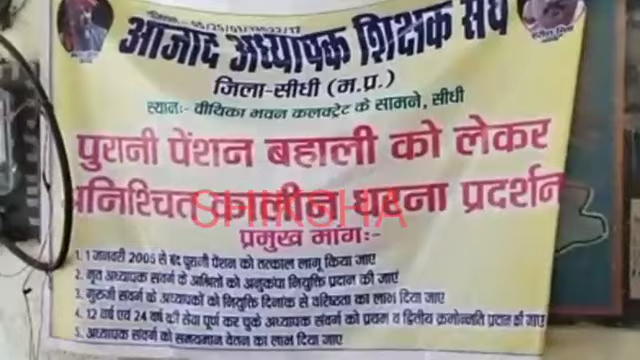 आजाद अध्यापक शिक्षक संघ
जिला-सीधी (म.प्र.)
स्थानः- वीथिका भवन कलक्ट्रेट के सामने, सीधी
पुरानी पेंशन बहाली को लेकर
अनिश्चित कालीन धरना प्रदर्शन
SHIKSHA
प्रमुख मांगः-
1. 1 जनवरी 2005 से बंद पुरानी पेंशन को तत्काल लागू किया जाए
2. मृत अध्यापक संवर्ग के आश्रितों को अनुकंपा नियुक्ति प्रदान की जाएं
3. गुरुजी संवर्ग के अध्यापकों को नियुक्ति दिनांक से वरिष्ठता का लाभ दिया जाए
4. 12 वर्ष एवं 24 वर्ष की सेवा पूर्ण कर चुके अध्यापक संवर्ग को प्रथम व द्वितीय क्रमोन्नति प्रदान की जाए
5. अध्यापक संवर्ग को समयमान वेतन का लाभ दिया जाए